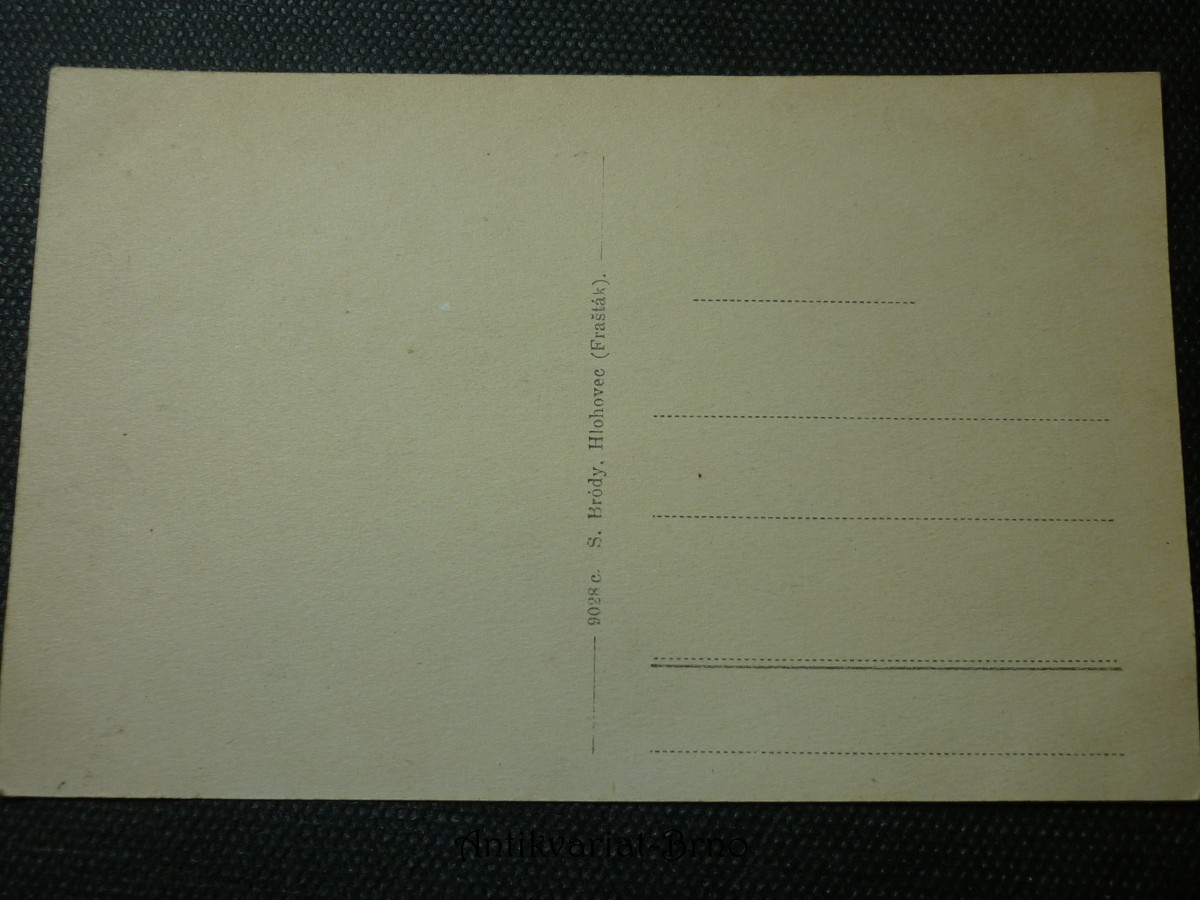 9028 c. S. Bródy, Hlohovec (Frašták).
Antikvariat-Brno